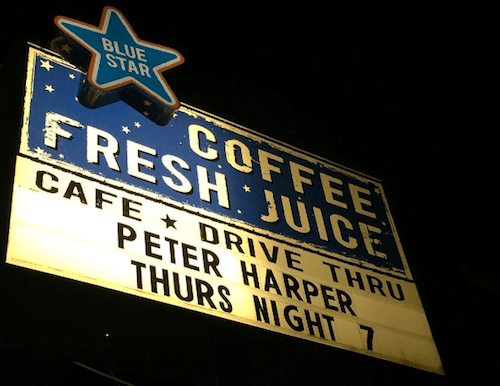 BLUE
STAR
COFFEE
FRESH JUICE
CAFE ★ DRIVE THRU
PETER HARPER
THURS NIGHT 7